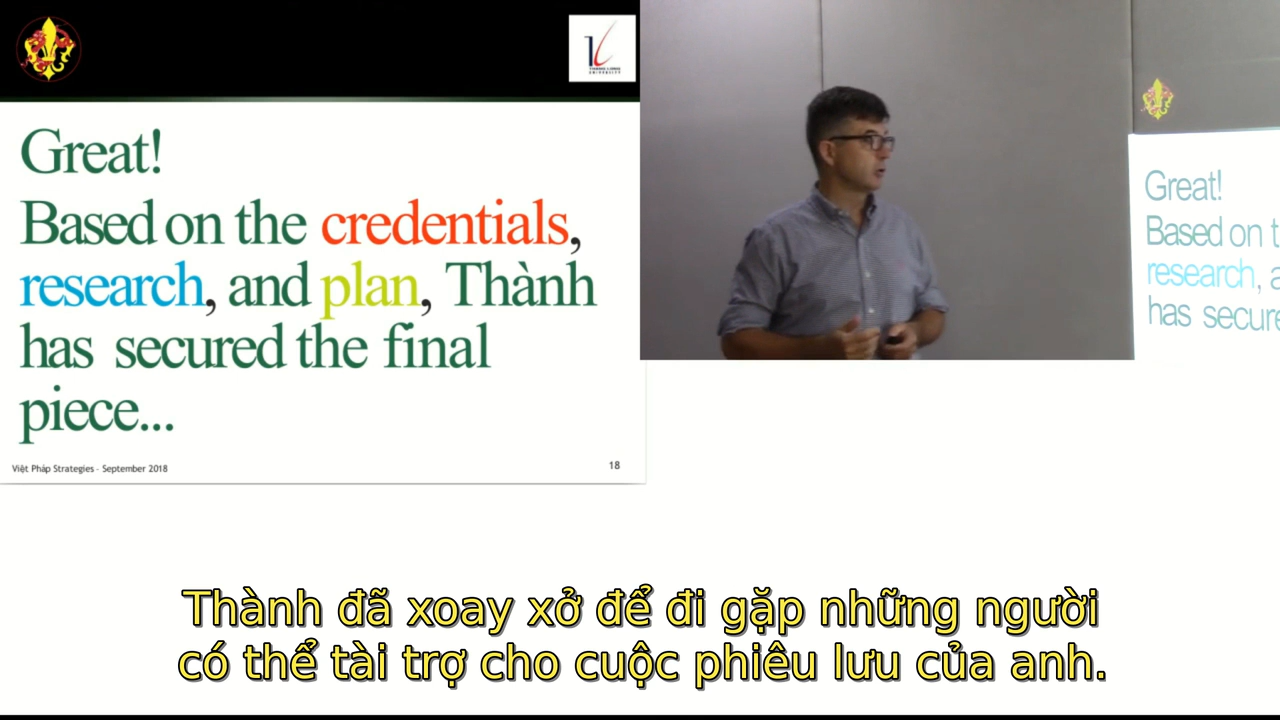 Great!
Based on the credentials,
research, and plan, Thành
has secured the final
piece...
Việt Pháp Strategies - September 2018
18
Great!
Based on t
research, a
has secure
Thành đã xoay xở để đi gặp những người
có thể tài trợ cho cuộc phiêu lưu của anh.